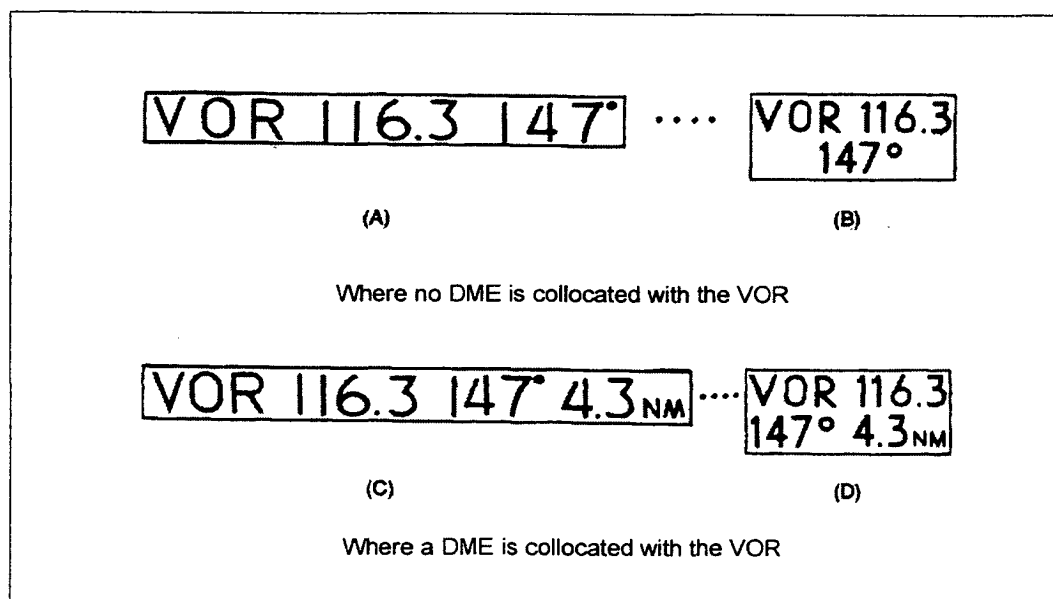 VOR 116.3 147° .... VOR 116.3
147°
(A) (B)
Where no DME is collocated with the VOR
VOR 116.3 147° 4.3NM .... VOR 116.3
147° 4.3NM
(C) (D)
Where a DME is collocated with the VOR